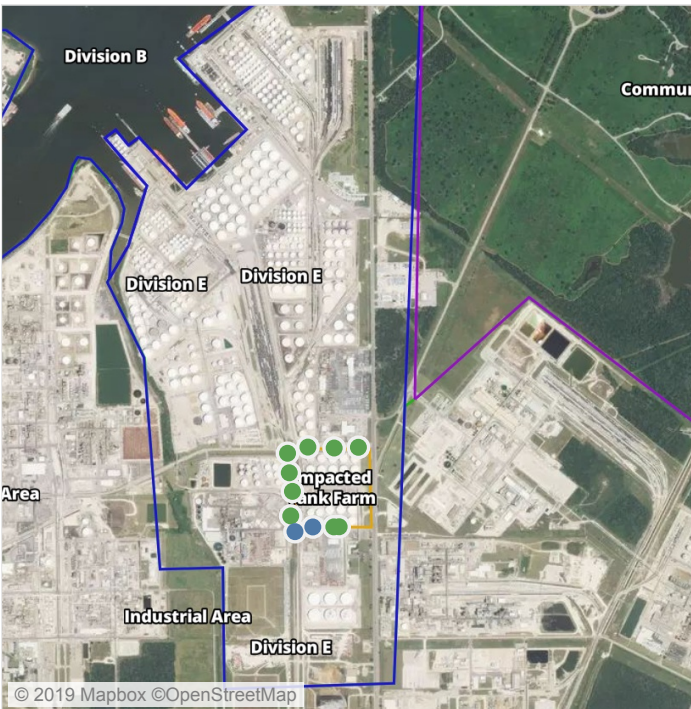 Division B
Commu
Division E
Division E
mpacted
ank Farm
Area
Industrial Area
Division E
© 2019 Mapbox ©OpenStreetMap